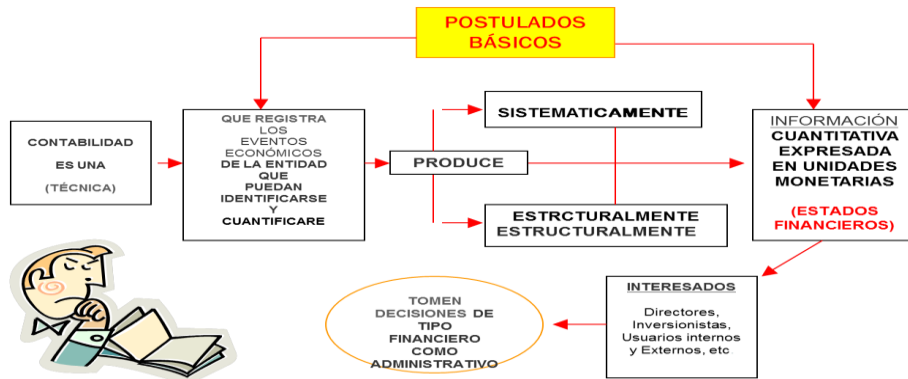 POSTULADOS
BÁSICOS
CONTABILIDAD
ES UNA
(TÉCNICA)
QUE REGISTRA
LOS
EVENTOS
ECONÓMICOS
DE LA ENTIDAD
QUE
PUEDAN
IDENTIFICARSE
Y
CUANTIFICARE
PRODUCE
SISTEMATICAMENTE
ESTRCTURALMENTE
ESTRUCTURALMENTE
INFORMACIÓN
CUANTITATIVA
EXPRESADA
EN UNIDADES
MONETARIAS
(ESTADOS
FINANCIEROS)
INTERESADOS
Directores,
Inversionistas,
Usuarios internos
y Externos, etc
TOMEN
DECISIONES DE
TIPO
FINANCIERO
COMO
ADMINISTRATIVO